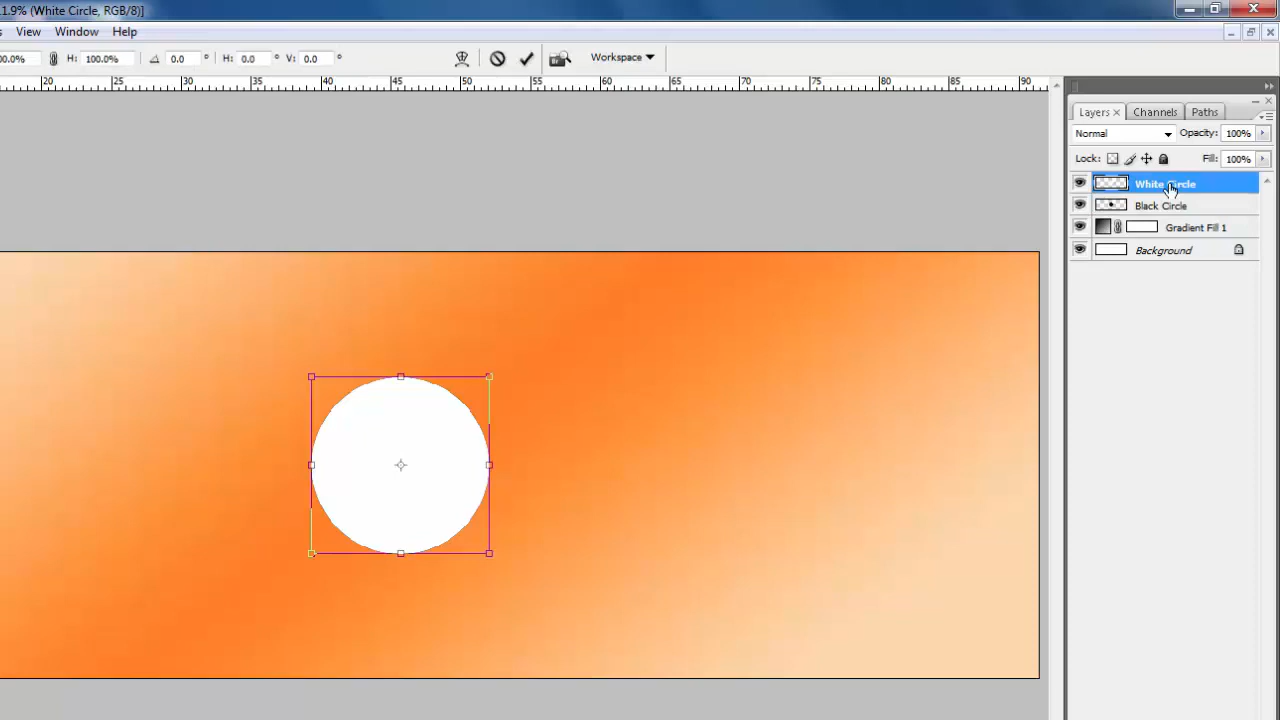 1.9% (White Circle, RGB/8)]
View Window Help
00.0% H: 100.0% 0.0 ° H: 0.0 ° V: 0.0 ° Workspace
20 25 30 35 40 45 50 55 60 65 70 75 80 85 90
Layers Channels Paths
Normal Opacity: 100%
Lock: Fill: 100%
White Circle
Black Circle
Gradient Fill 1
Background